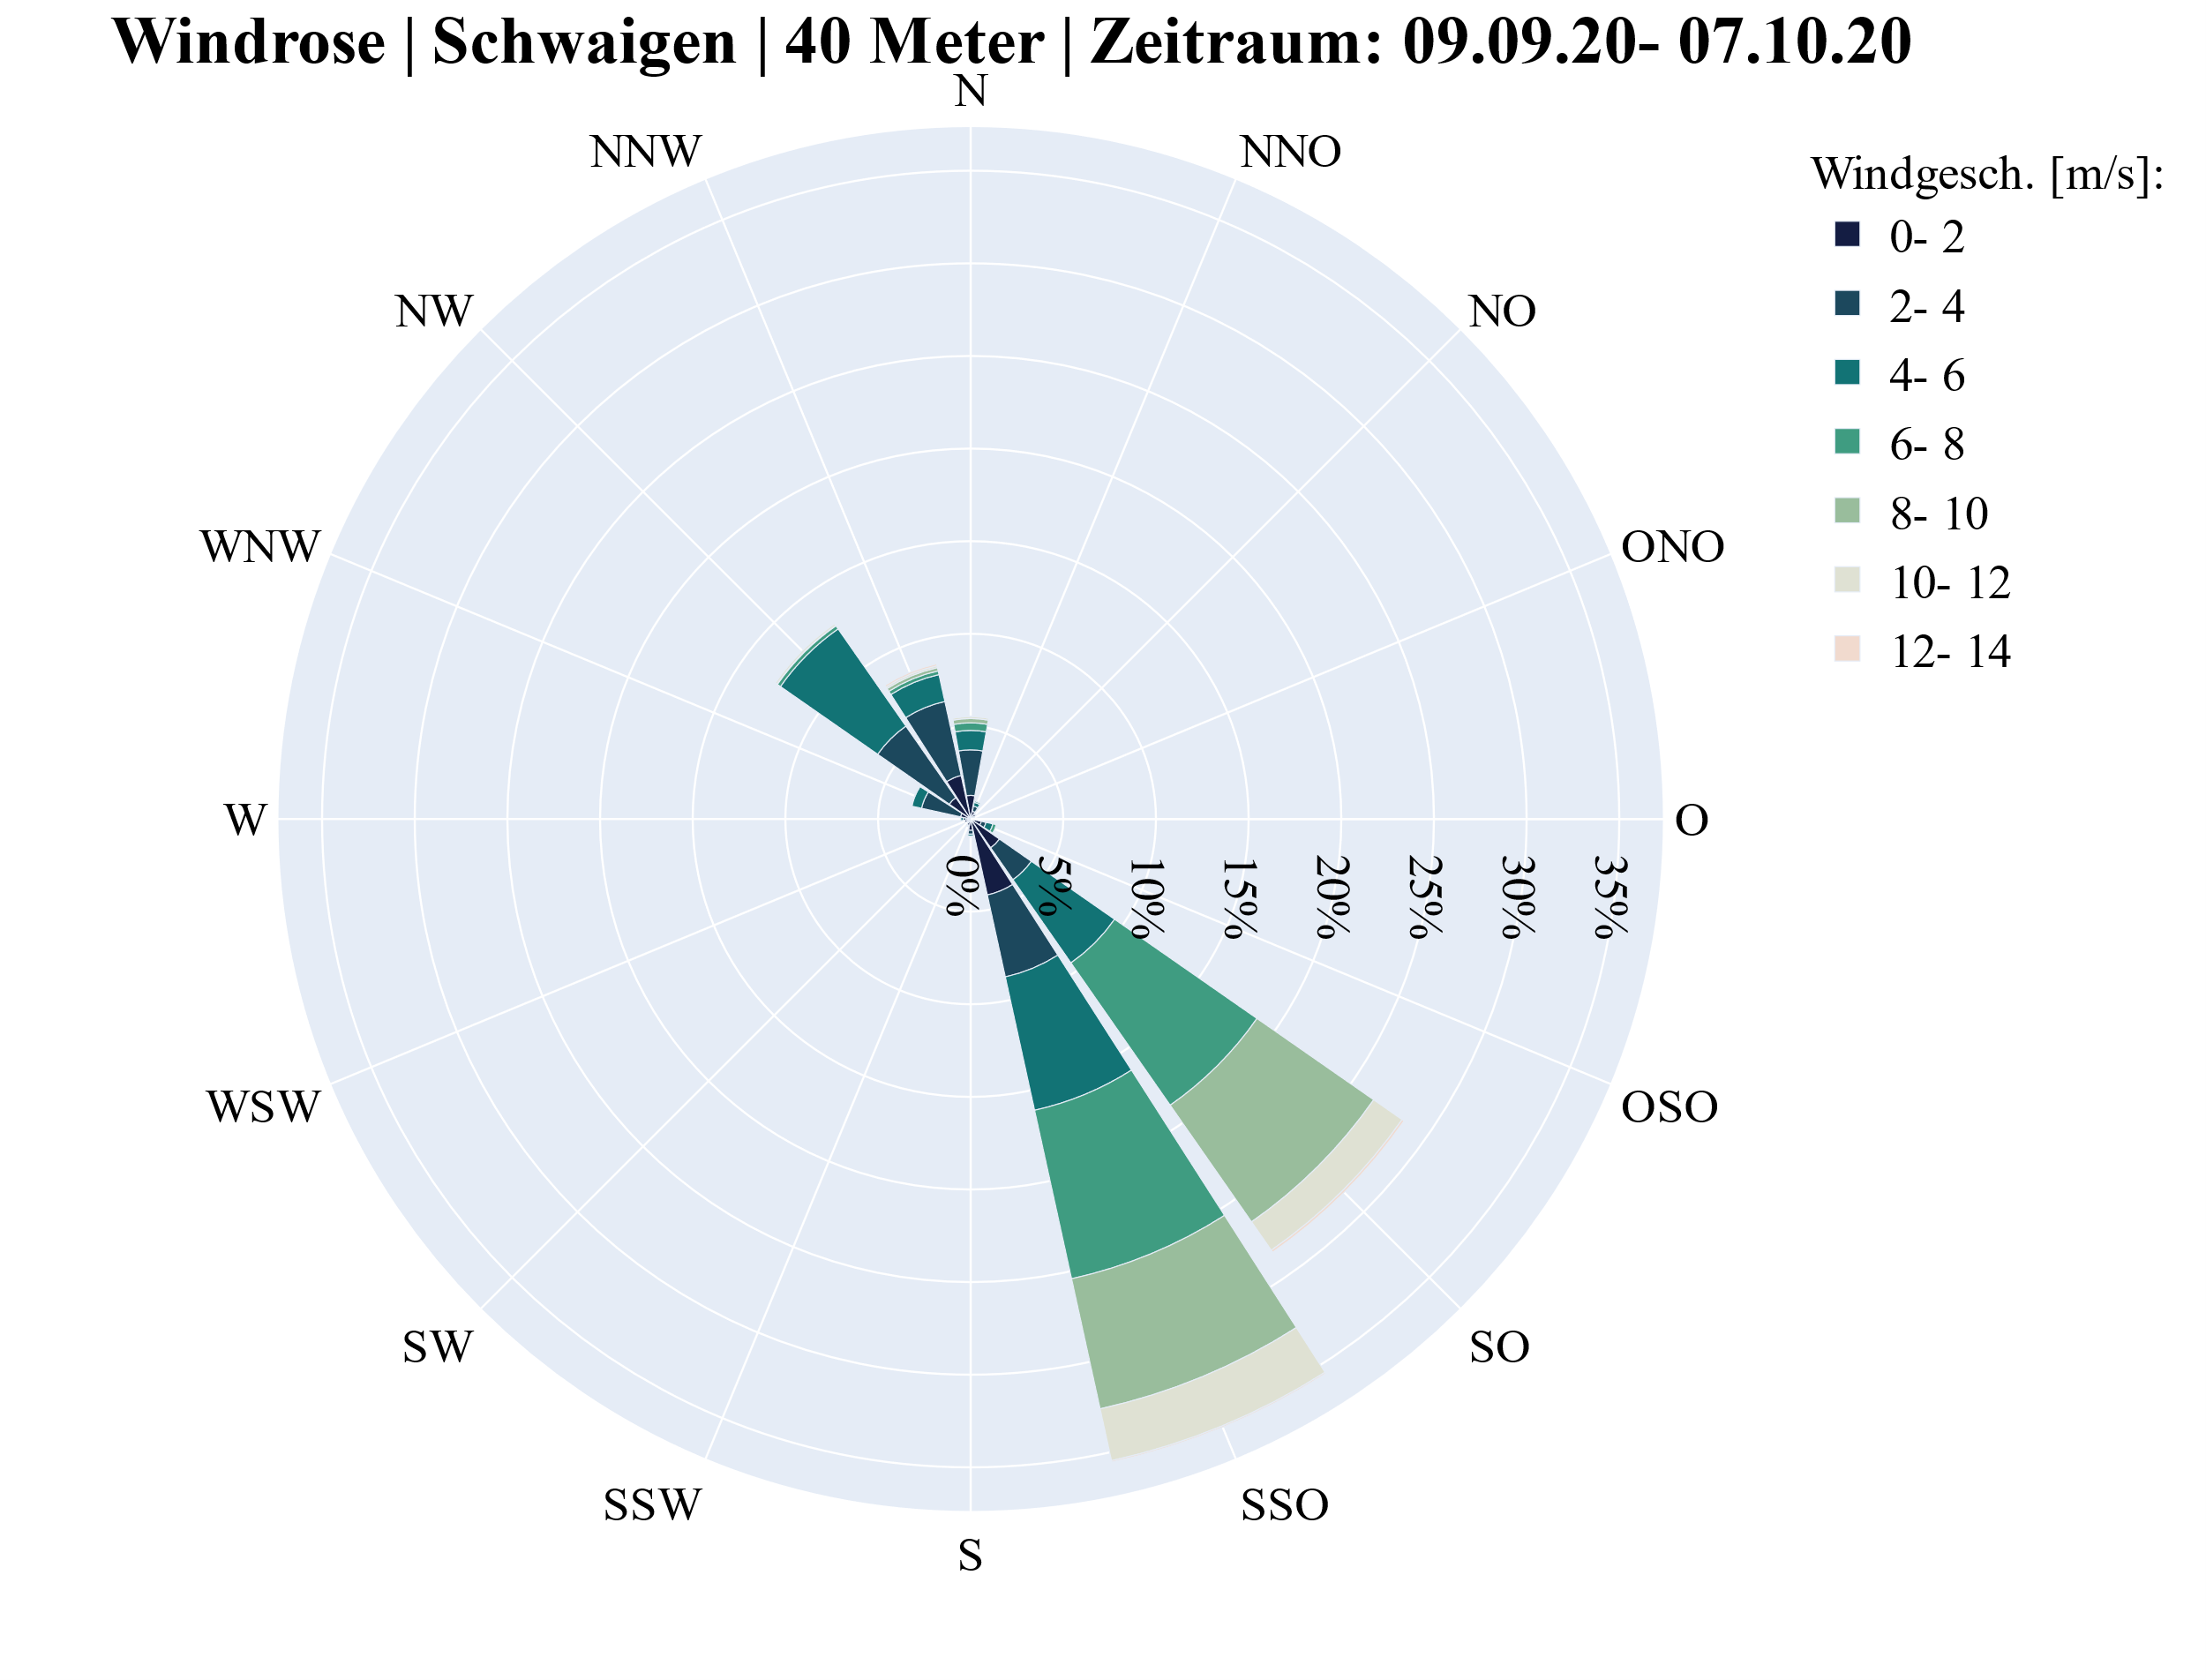 Windrose | Schwaigen | 40 Meter | Zeitraum: 09.09.20- 07.10.20
N
NNW
NNO
Windgesch. [m/s]:
0- 2
2- 4
4- 6
6- 8
8- 10
10- 12
12- 14
NW
NO
WNW
ONO
W
O
0%
5%
10%
15%
20%
25%
30%
35%
WSW
OSO
SW
SO
SSW
SSO
S